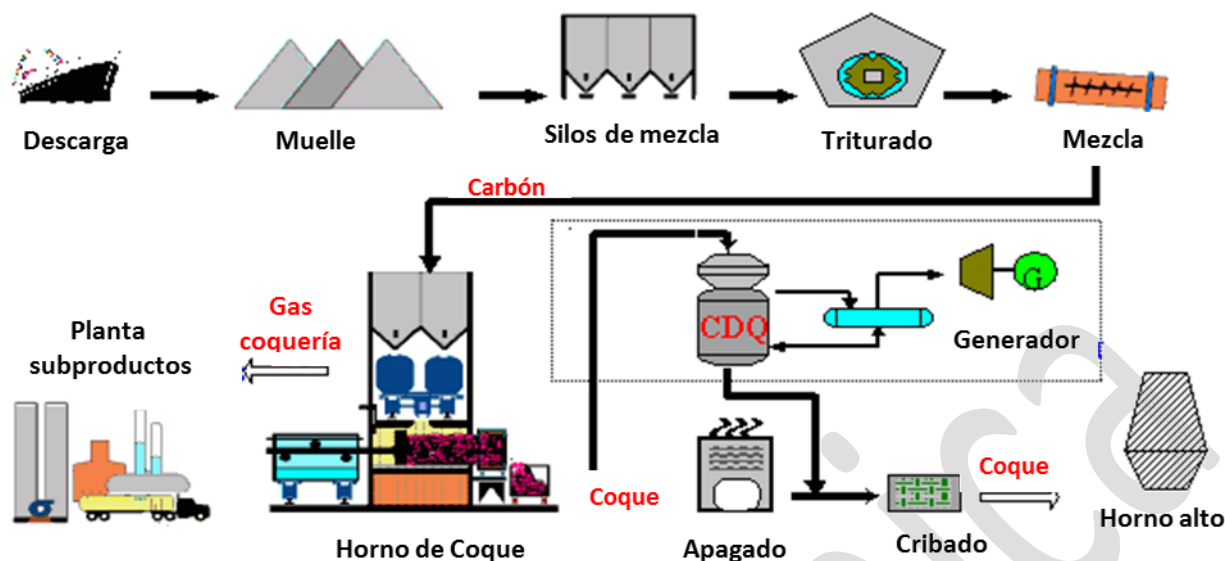 Descarga
Muelle
Silos de mezcla
Triturado
Mezcla
Carbón
Gas
coquería
Planta
subproductos
CDQ
G
Generador
Coque
Coque
Horno de Coque
Apagado
Cribado
Horno alto